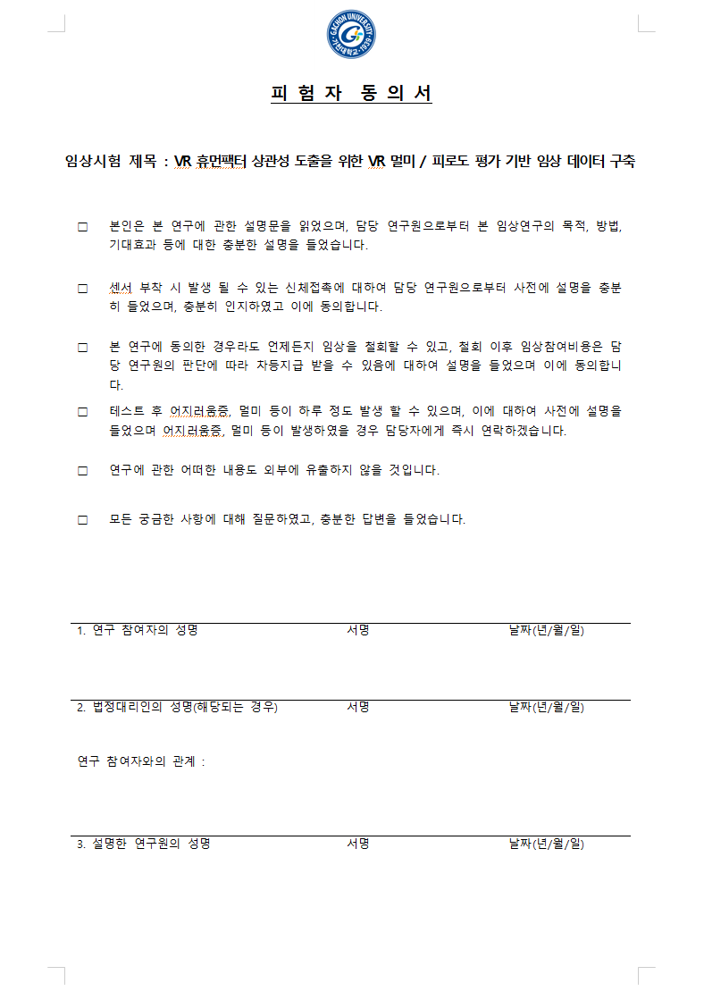 GACHON UNIVERSITY
가천대학교 1939
피 험 자 동 의 서
임상시험 제목 : VR 휴먼팩터 상관성 도출을 위한 VR 멀미 / 피로도 평가 기반 임상 데이터 구축
□ 본인은 본 연구에 관한 설명문을 읽었으며, 담당 연구원으로부터 본 임상연구의 목적, 방법,
기대효과 등에 대한 충분한 설명을 들었습니다.
□ 센서 부착 시 발생 될 수 있는 신체접촉에 대하여 담당 연구원으로부터 사전에 설명을 충분
히 들었으며, 충분히 인지하였고 이에 동의합니다.
□ 본 연구에 동의한 경우라도 언제든지 임상을 철회할 수 있고, 철회 이후 임상참여비용은 담
당 연구원의 판단에 따라 차등지급 받을 수 있음에 대하여 설명을 들었으며 이에 동의합니
다.
□ 테스트 후 어지러움증, 멀미 등이 하루 정도 발생 할 수 있으며, 이에 대하여 사전에 설명을
들었으며 어지러움증, 멀미 등이 발생하였을 경우 담당자에게 즉시 연락하겠습니다.
□ 연구에 관한 어떠한 내용도 외부에 유출하지 않을 것입니다.
□ 모든 궁금한 사항에 대해 질문하였고, 충분한 답변을 들었습니다.
1. 연구 참여자의 성명 서명 날짜(년/월/일)
2. 법정대리인의 성명(해당되는 경우) 서명 날짜(년/월/일)
연구 참여자와의 관계 :
3. 설명한 연구원의 성명 서명 날짜(년/월/일)